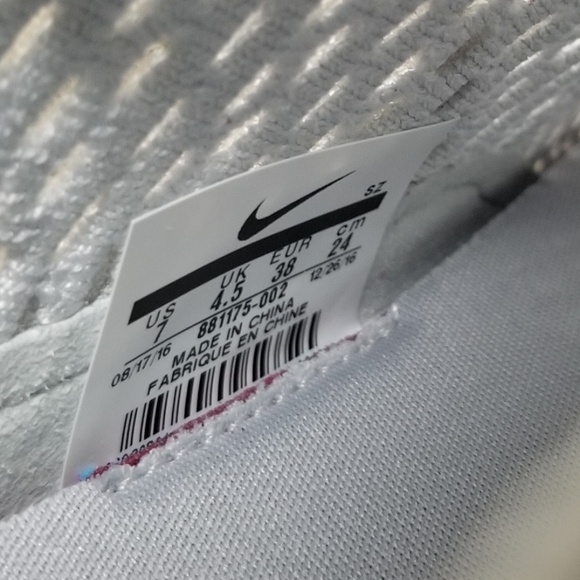 SZ
US UK EUR cm
7 4.5 38 24
08/17/16 881175-002 12/26/16
MADE IN CHINA
FABRIQUE EN CHINE